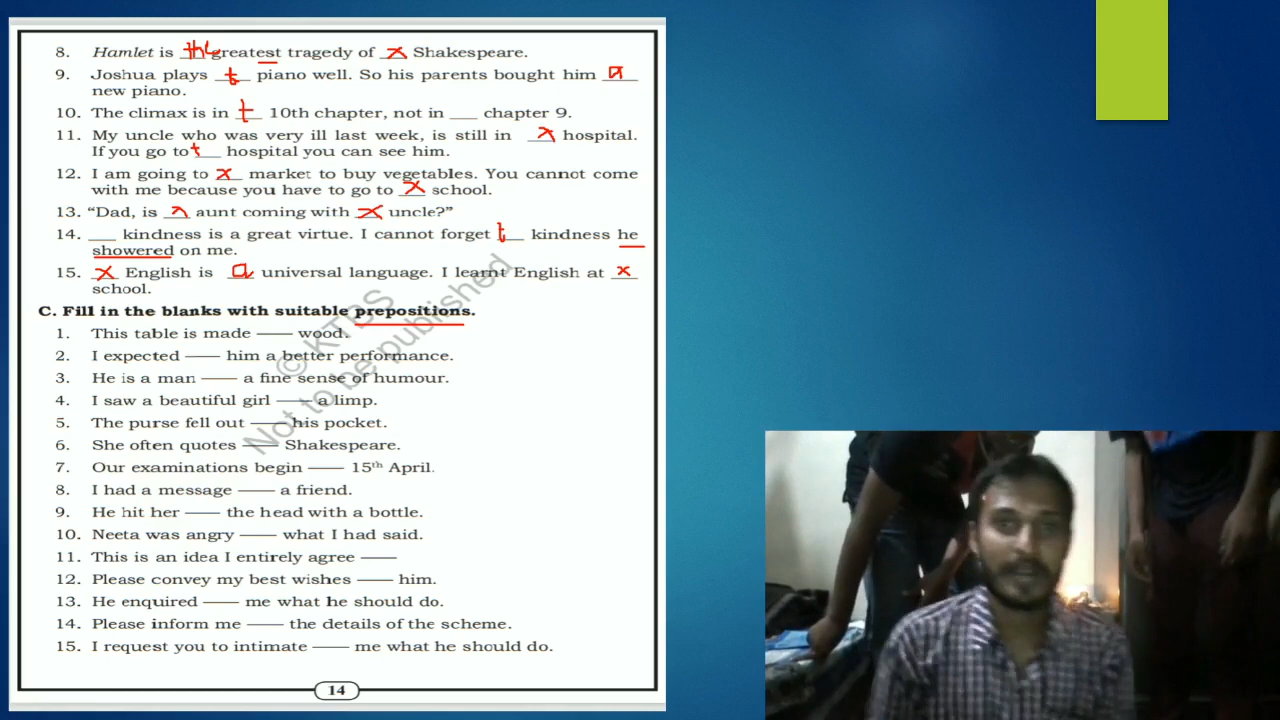 8. Hamlet is the greatest tragedy of x Shakespeare.
9. Joshua plays t piano well. So his parents bought him a
new piano.
10. The climax is in t 10th chapter, not in ___ chapter 9.
11. My uncle who was very ill last week, is still in x hospital.
If you go to t hospital you can see him.
12. I am going to x market to buy vegetables. You cannot come
with me because you have to go to x school.
13. “Dad, is x aunt coming with x uncle?”
14. ___ kindness is a great virtue. I cannot forget t kindness he
showered on me.
15. x English is a universal language. I learnt English at x
school.
C. Fill in the blanks with suitable prepositions.
1. This table is made —— wood.
2. I expected —— him a better performance.
3. He is a man —— a fine sense of humour.
4. I saw a beautiful girl —— a limp.
5. The purse fell out —— his pocket.
6. She often quotes —— Shakespeare.
7. Our examinations begin —— 15th April.
8. I had a message —— a friend.
9. He hit her —— the head with a bottle.
10. Neeta was angry —— what I had said.
11. This is an idea I entirely agree ——
12. Please convey my best wishes —— him.
13. He enquired —— me what he should do.
14. Please inform me —— the details of the scheme.
15. I request you to intimate —— me what he should do.
© KTBS
Not to be published
14